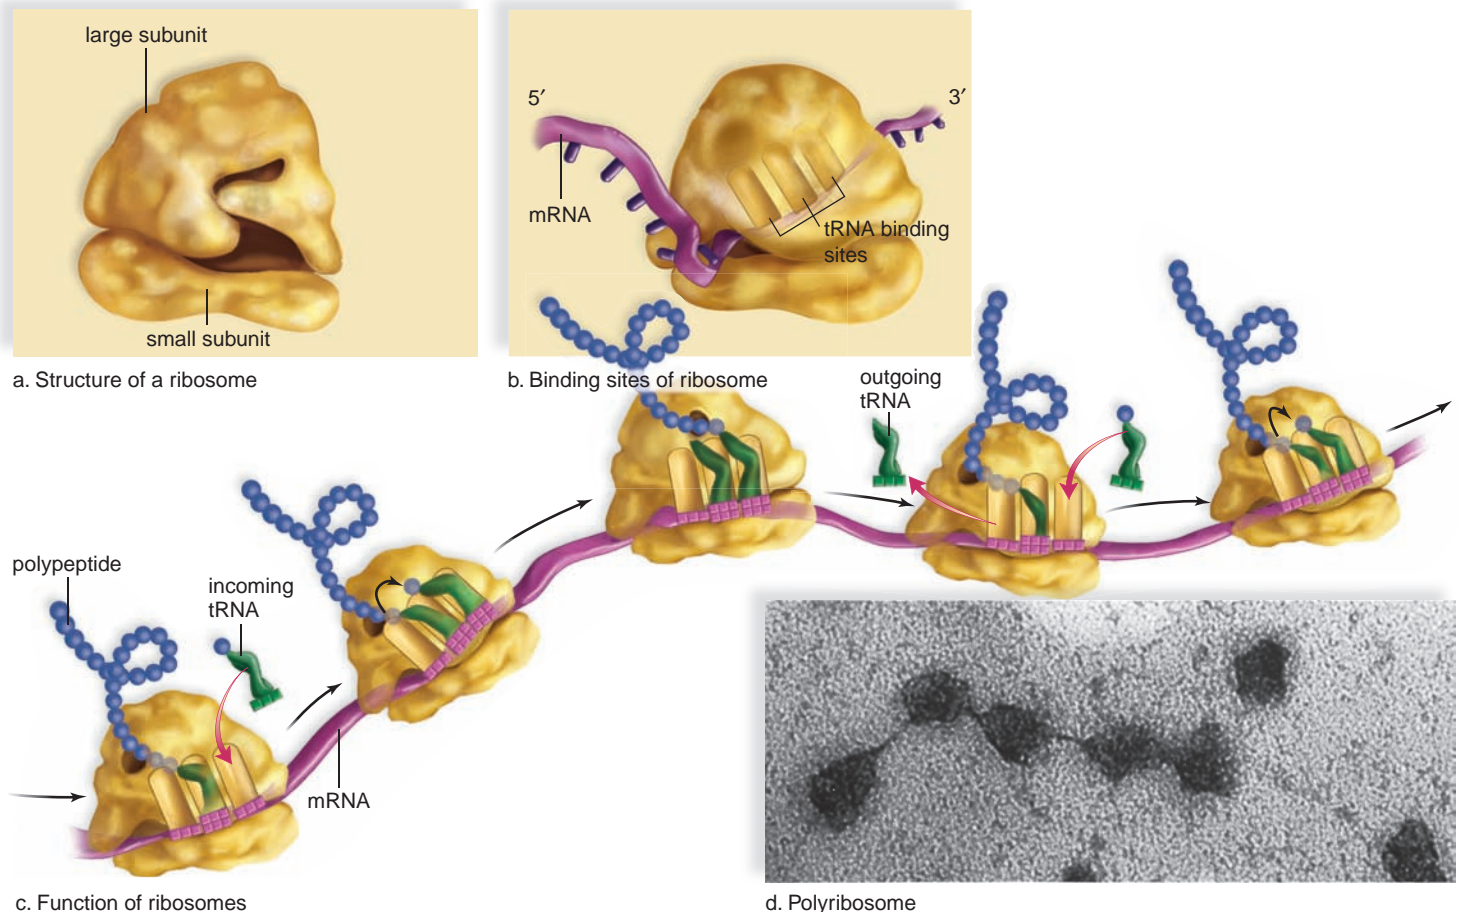 large subunit
small subunit
a. Structure of a ribosome
5′
3′
mRNA
tRNA binding
sites
b. Binding sites of ribosome
outgoing
tRNA
polypeptide
incoming
tRNA
mRNA
c. Function of ribosomes
d. Polyribosome